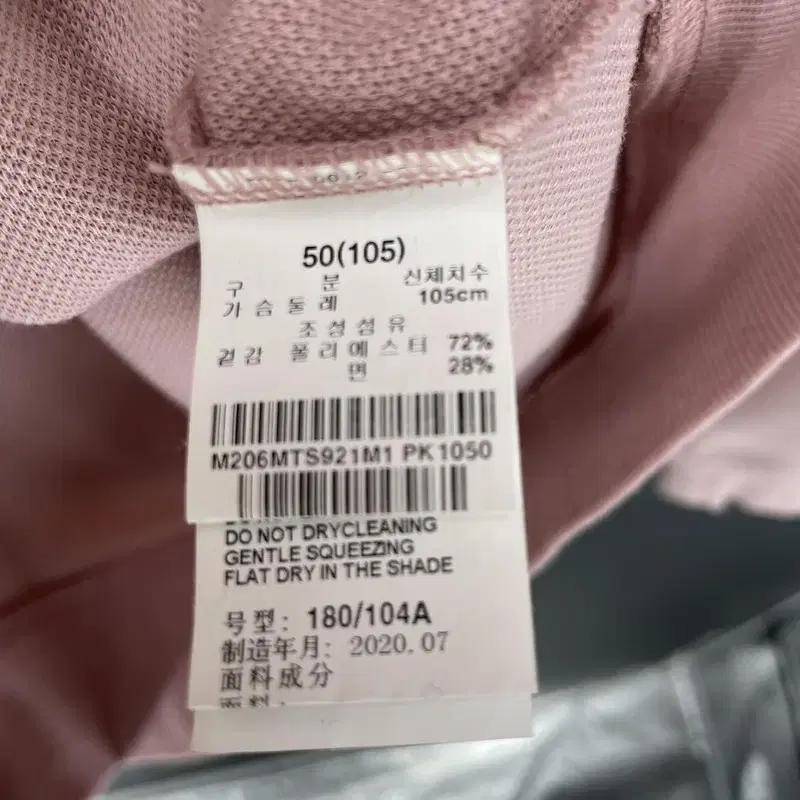 50(105)
구 분 신체치수
가슴둘레 105cm
조성섬유
겉감 폴리에스터 72%
면 28%
M206MTS921M1 PK1050
DO NOT DRYCLEANING
GENTLE SQUEEZING
FLAT DRY IN THE SHADE
号型: 180/104A
制造年月: 2020.07
面料成分
面料: